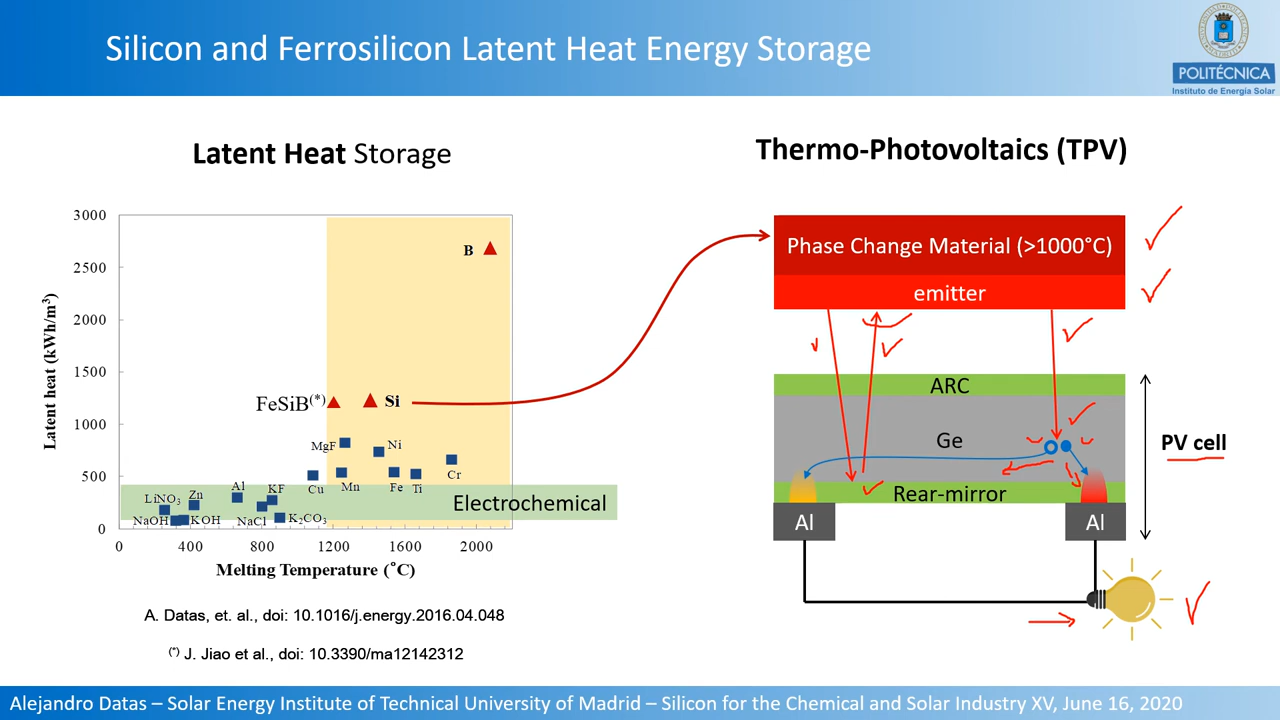 Silicon and Ferrosilicon Latent Heat Energy Storage
POLITÉCNICA
Instituto de Energía Solar
Latent Heat Storage
Thermo-Photovoltaics (TPV)
Latent heat (kWh/m³)
3000
2500
2000
1500
1000
500
0
B
FeSiB(*)
Si
MgF
Ni
Cu
Mn
Fe
Ti
Cr
Al
KF
LiNO₃
Zn
NaOH
KOH
NaCl
K₂CO₃
Electrochemical
0
400
800
1200
1600
2000
Melting Temperature (˚C)
A. Datas, et. al., doi: 10.1016/j.energy.2016.04.048
(*) J. Jiao et al., doi: 10.3390/ma12142312
Phase Change Material (>1000°C)
emitter
ARC
Ge
Rear-mirror
Al
Al
PV cell
Alejandro Datas – Solar Energy Institute of Technical University of Madrid – Silicon for the Chemical and Solar Industry XV, June 16, 2020